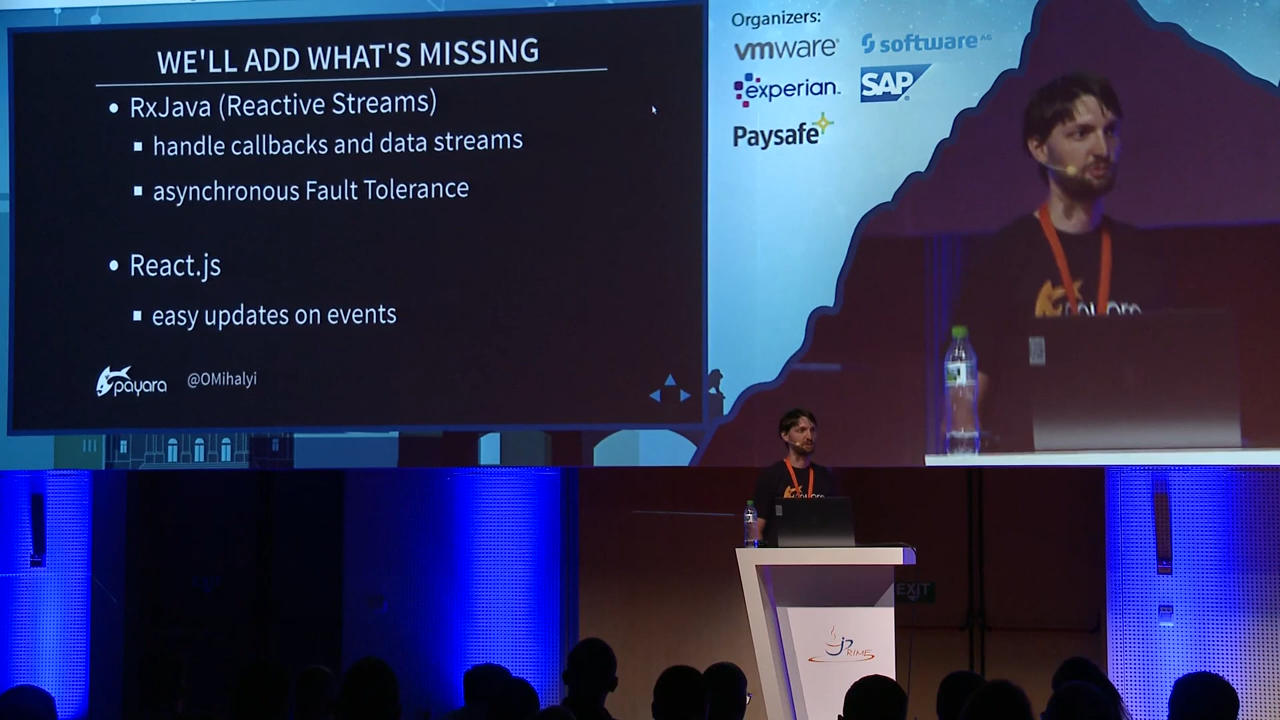 WE'LL ADD WHAT'S MISSING
• RxJava (Reactive Streams)
▪ handle callbacks and data streams
▪ asynchronous Fault Tolerance
• React.js
▪ easy updates on events
payara @OMihalyi
Organizers:
vmware®
software AG
experian.
SAP
Paysafe
EXIT
JPRIME